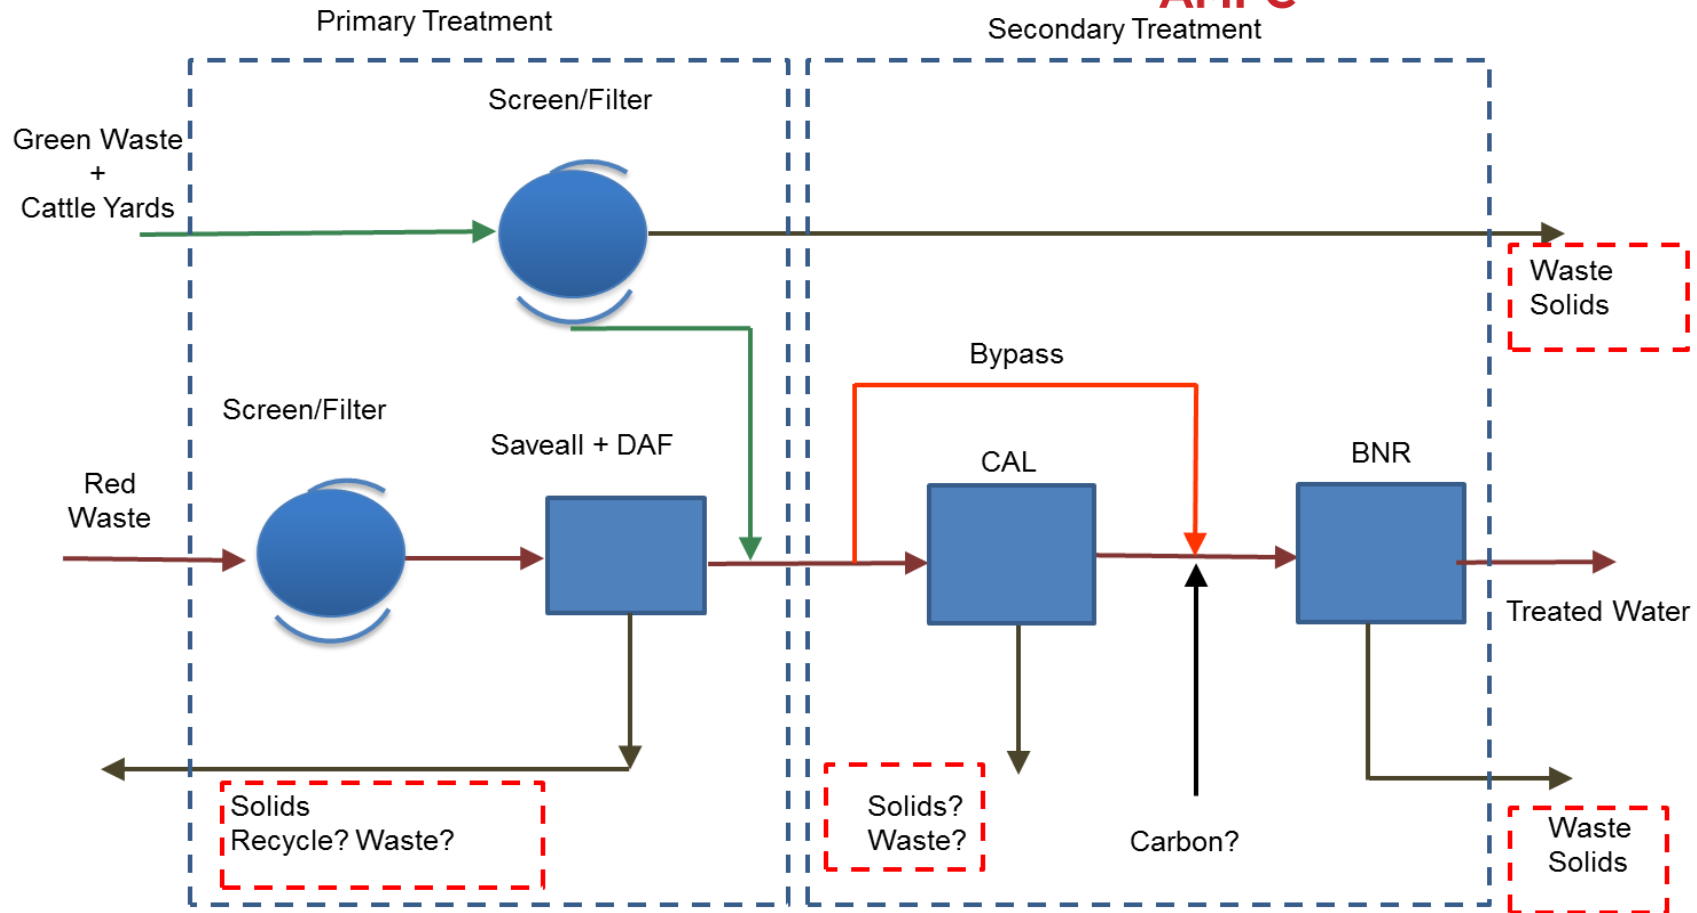 AMPC
Primary Treatment
Secondary Treatment
Screen/Filter
Green Waste
+
Cattle Yards
Waste
Solids
Bypass
Screen/Filter
Saveall + DAF
CAL
BNR
Red
Waste
Treated Water
Solids
Recycle? Waste?
Solids?
Waste?
Carbon?
Waste
Solids